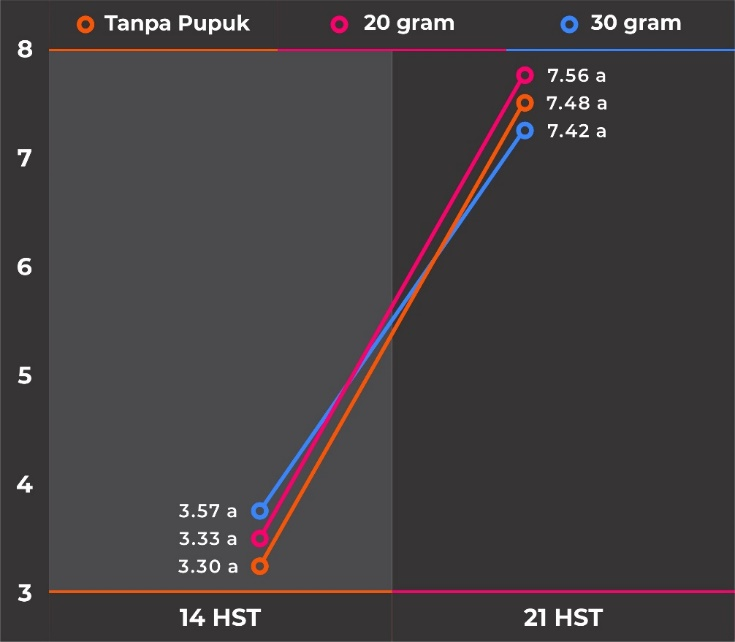 Tanpa Pupuk 20 gram 30 gram
8
7.56 a
7.48 a
7.42 a
7
6
5
4
3.57 a
3.33 a
3.30 a
3
14 HST 21 HST